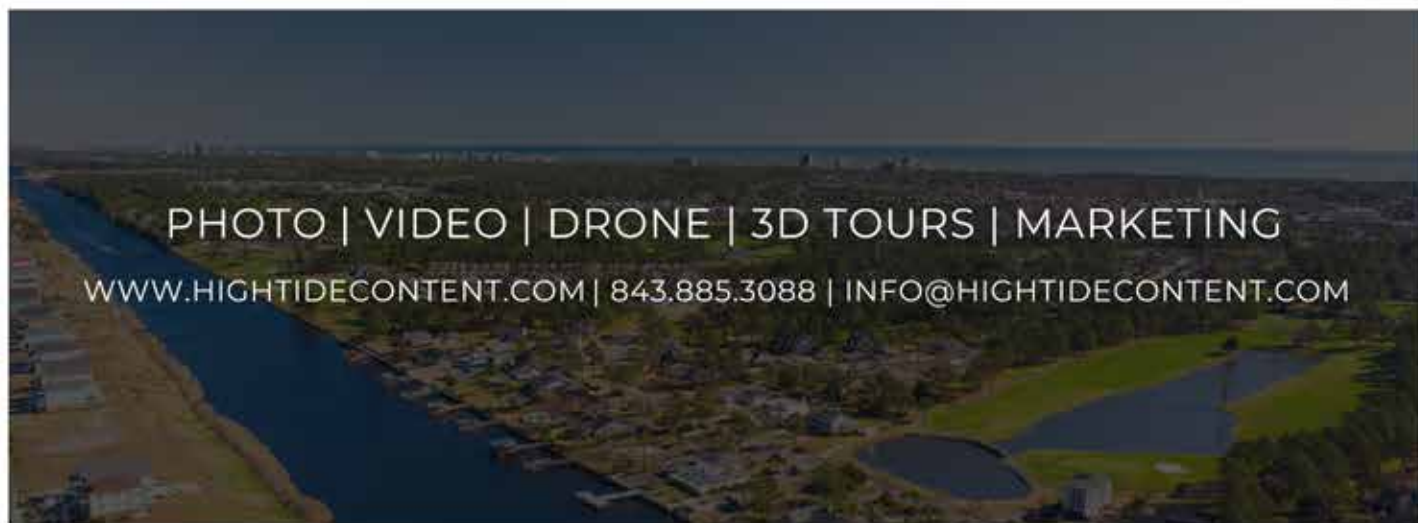 PHOTO | VIDEO | DRONE | 3D TOURS | MARKETING
WWW.HIGHTIDECONTENT.COM | 843.885.3088 | INFO@HIGHTIDECONTENT.COM